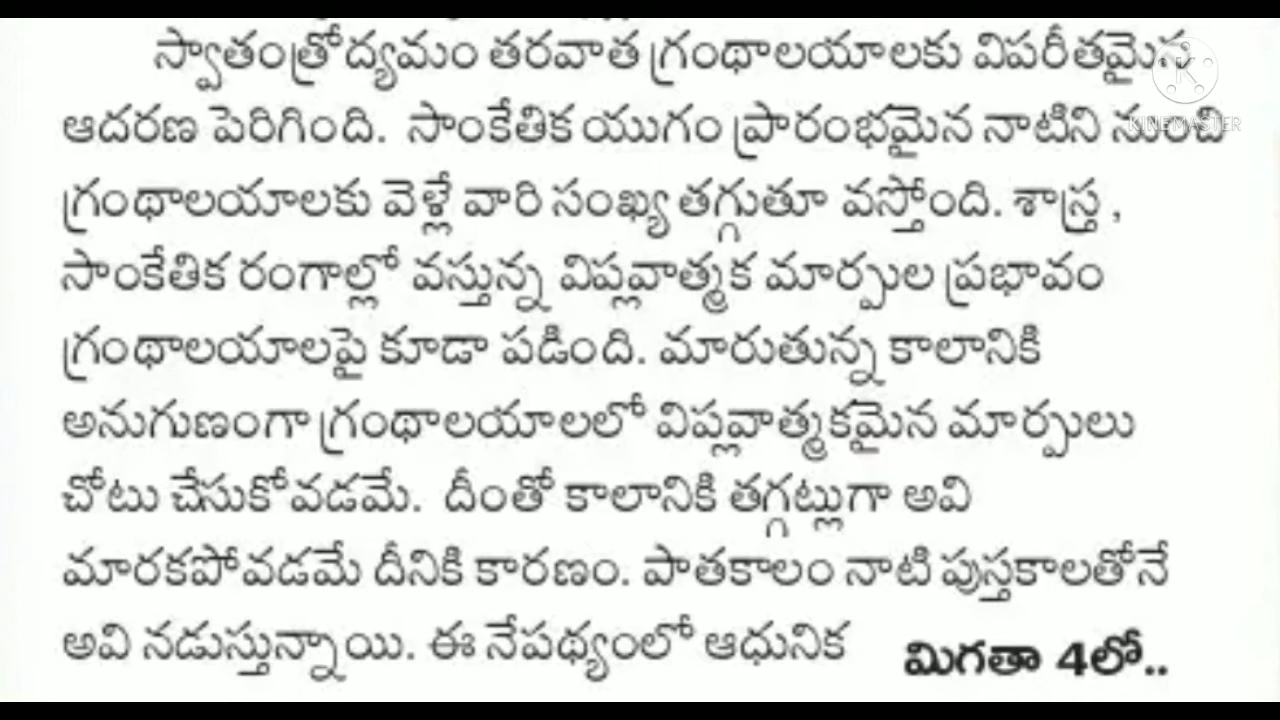 స్వాతంత్రోద్యమం తరవాత గ్రంథాలయాలకు విపరీతమైన
ఆదరణ పెరిగింది. సాంకేతిక యుగం ప్రారంభమైన నాటిని నుంచి
గ్రంథాలయాలకు వెళ్లే వారి సంఖ్య తగ్గుతూ వస్తోంది. శాస్త్ర ,
సాంకేతిక రంగాల్లో వస్తున్న విప్లవాత్మక మార్పుల ప్రభావం
గ్రంథాలయాలపై కూడా పడింది. మారుతున్న కాలానికి
అనుగుణంగా గ్రంథాలయాలలో విప్లవాత్మకమైన మార్పులు
చోటు చేసుకోవడమే. దీంతో కాలానికి తగ్గట్లుగా అవి
మారకపోవడమే దీనికి కారణం. పాతకాలం నాటి పుస్తకాలతోనే
అవి నడుస్తున్నాయి. ఈ నేపథ్యంలో ఆధునిక మిగతా 4లో..
K
KINEMASTER